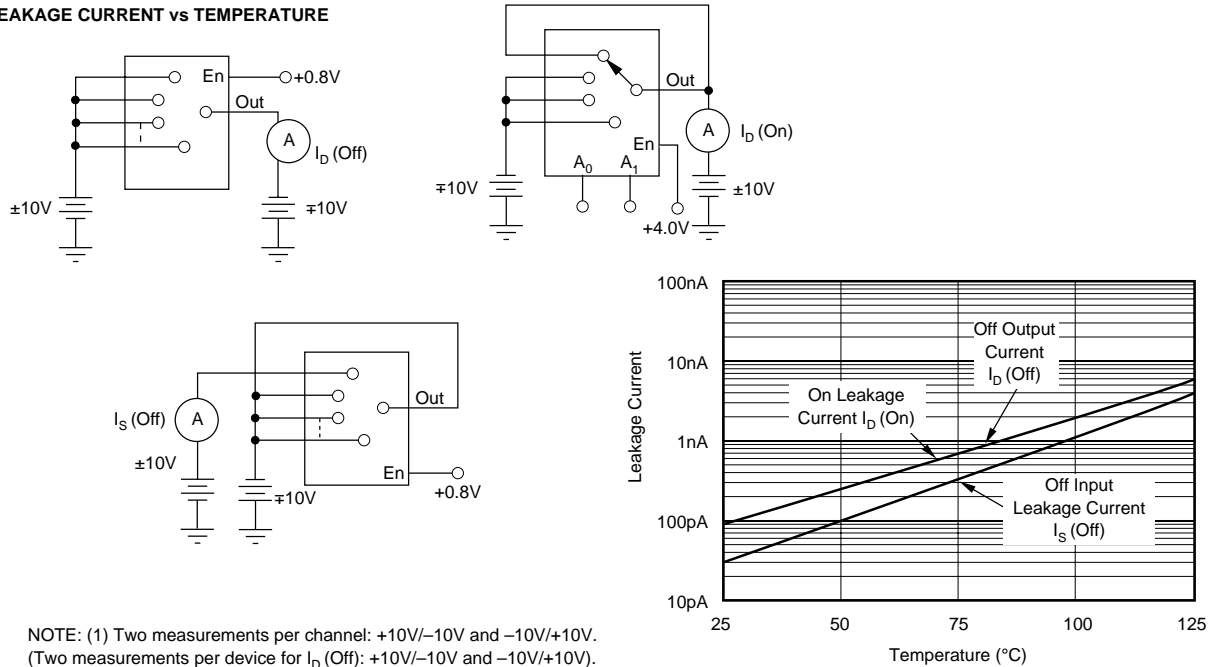 EAKAGE CURRENT vs TEMPERATURE
En
+0.8V
Out
A
I_D (Off)
±10V
∓10V
Out
A
I_D (On)
En
A_0
A_1
∓10V
±10V
+4.0V
I_S (Off)
A
Out
±10V
∓10V
En
+0.8V
100nA
10nA
1nA
100pA
10pA
Leakage Current
Off Output
Current
I_D (Off)
On Leakage
Current I_D (On)
Off Input
Leakage Current
I_S (Off)
25
50
75
100
125
Temperature (°C)
NOTE: (1) Two measurements per channel: +10V/–10V and –10V/+10V.
(Two measurements per device for I_D (Off): +10V/–10V and –10V/+10V).